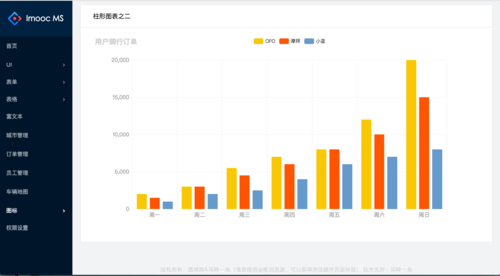 Imooc MS
首页
UI
表单
表格
富文本
城市管理
订单管理
员工管理
车辆地图
图标
权限设置
柱形图表之二
用户骑行订单
OFO 摩拜 小蓝
20,000
15,000
10,000
5,000
0
周一 周二 周三 周四 周五 周六 周日